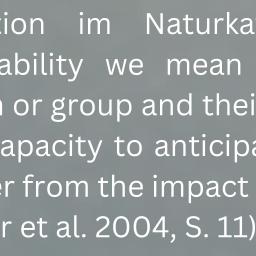 tion im Naturka
ability we mean
n or group and thei
apacity to anticipa
er from the impact
r et al. 2004, S. 11)